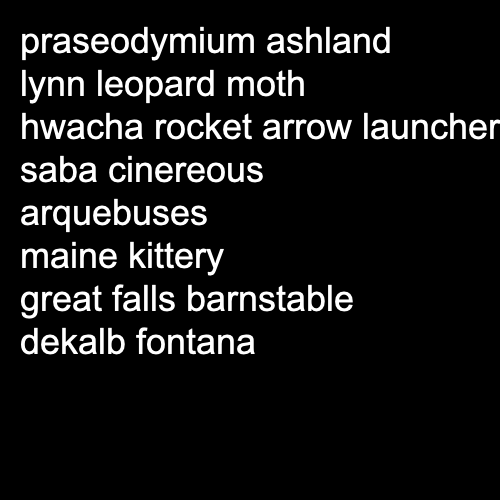 praseodymium ashland
lynn leopard moth
hwacha rocket arrow launcher
saba cinereous
arquebuses
maine kittery
great falls barnstable
dekalb fontana